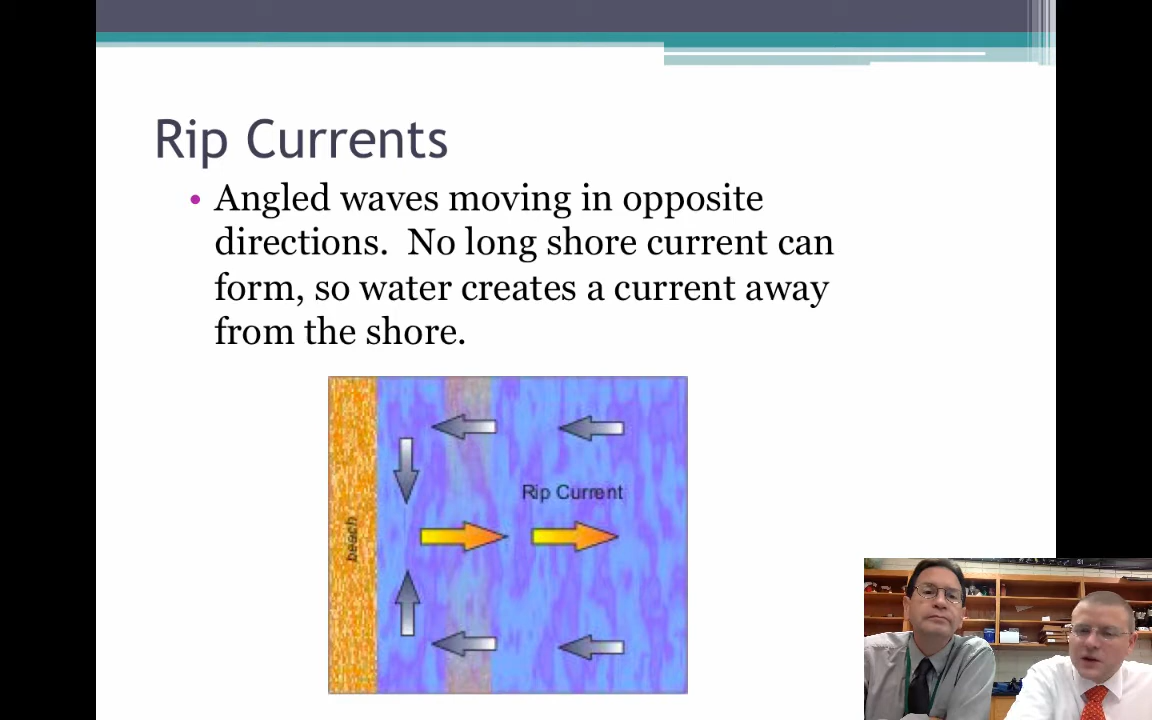 Rip Currents
• Angled waves moving in opposite
directions.  No long shore current can
form, so water creates a current away
from the shore.
Rip Current
beach